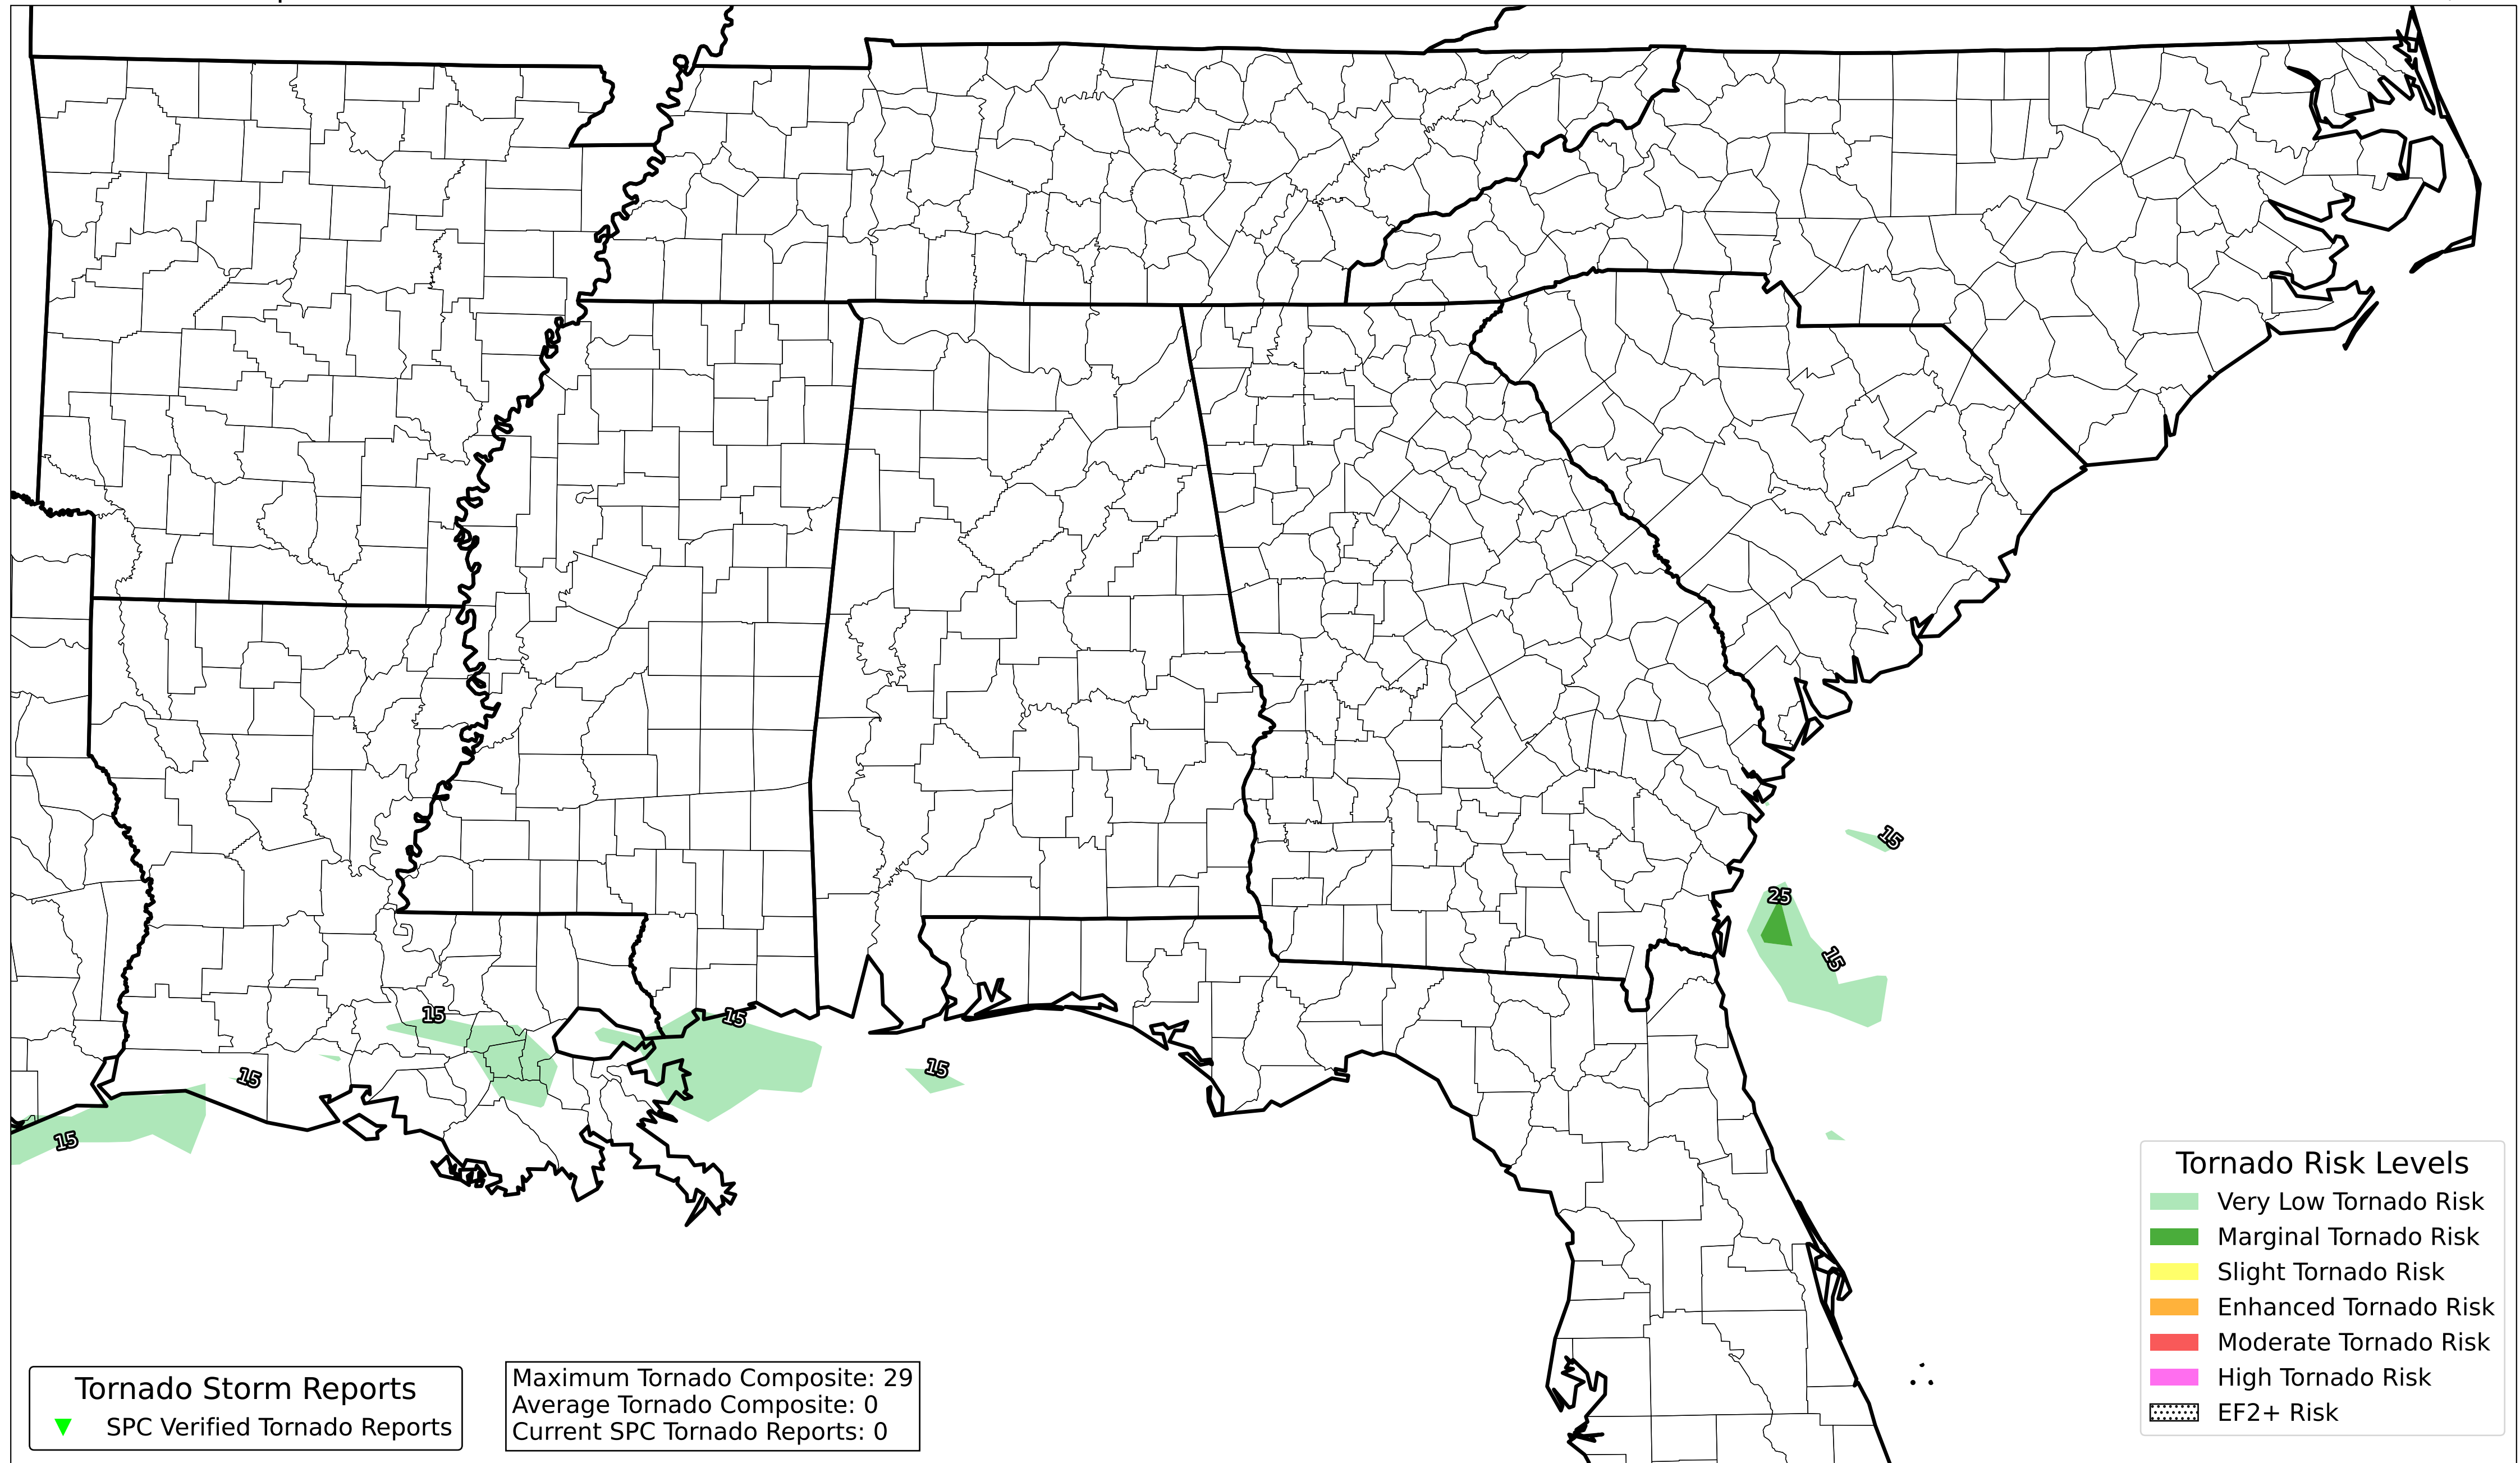 15
25
15
15
15
15
15
15
Tornado Risk Levels
Very Low Tornado Risk
Marginal Tornado Risk
Slight Tornado Risk
Enhanced Tornado Risk
Moderate Tornado Risk
High Tornado Risk
EF2+ Risk
Tornado Storm Reports
SPC Verified Tornado Reports
Maximum Tornado Composite: 29
Average Tornado Composite: 0
Current SPC Tornado Reports: 0